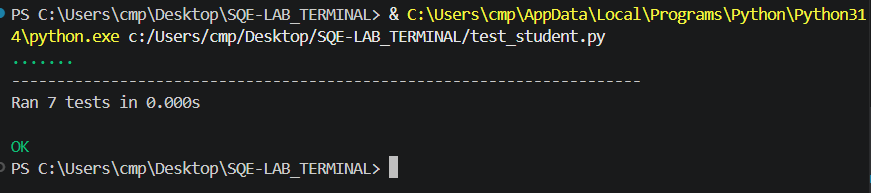 PS C:\Users\cmp\Desktop\SQE-LAB_TERMINAL> & C:\Users\cmp\AppData\Local\Programs\Python\Python31
4\python.exe c:/Users/cmp/Desktop/SQE-LAB_TERMINAL/test_student.py
.......
----------------------------------------------------------------------
Ran 7 tests in 0.000s
OK
PS C:\Users\cmp\Desktop\SQE-LAB_TERMINAL>